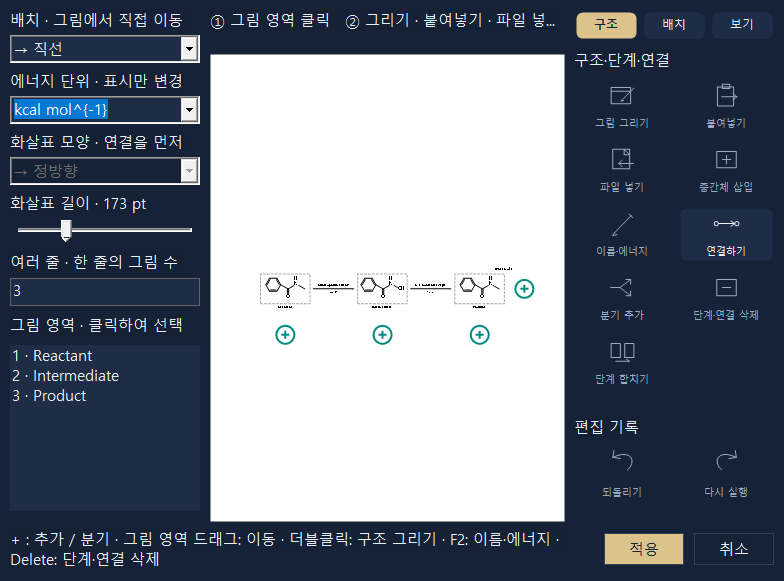 배치 · 그림에서 직접 이동
→ 직선
에너지 단위 · 표시만 변경
kcal mol^{-1}
화살표 모양 · 연결을 먼저
→ 정방향
화살표 길이 · 173 pt
여러 줄 · 한 줄의 그림 수
3
그림 영역 · 클릭하여 선택
1 · Reactant
2 · Intermediate
3 · Product
① 그림 영역 클릭 ② 그리기 · 붙여넣기 · 파일 넣...
구조 배치 보기
구조·단계·연결
그림 그리기 붙여넣기
파일 넣기 중간체 삽입
이름·에너지 연결하기
분기 추가 단계·연결 삭제
단계 합치기
편집 기록
되돌리기 다시 실행
+ : 추가 / 분기 · 그림 영역 드래그: 이동 · 더블클릭: 구조 그리기 · F2: 이름·에너지 ·
Delete: 단계·연결 삭제
적용 취소